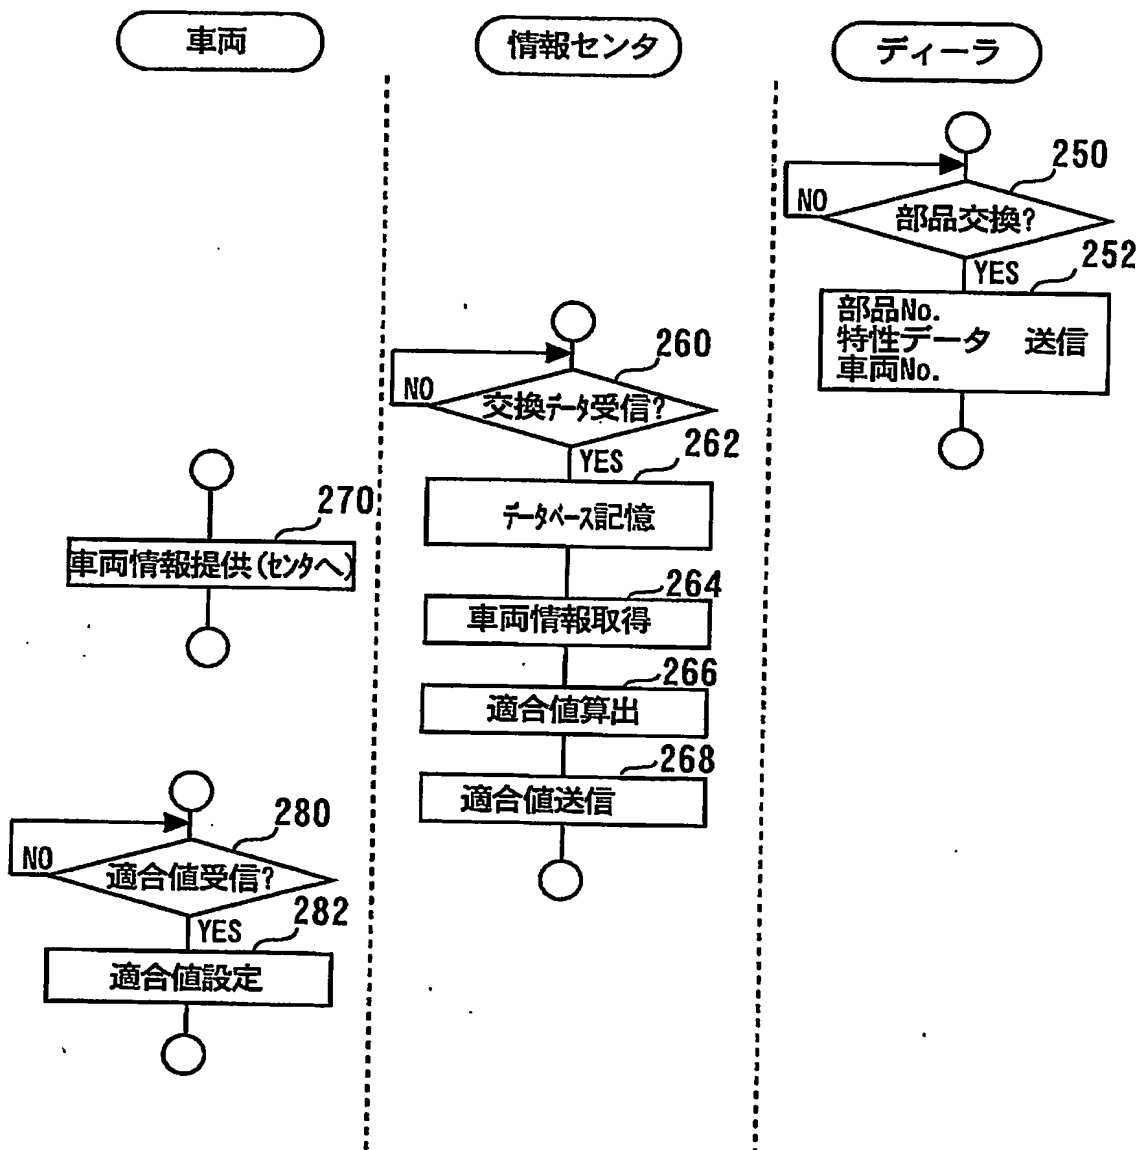 車両
情報センタ
ディーラ
250
NO
部品交換?
YES
252
部品No.
特性データ 送信
車両No.
260
NO
交換データ受信?
YES
262
データベース記憶
264
車両情報取得
266
適合値算出
268
適合値送信
270
車両情報提供(センタへ)
280
NO
適合値受信?
YES
282
適合値設定